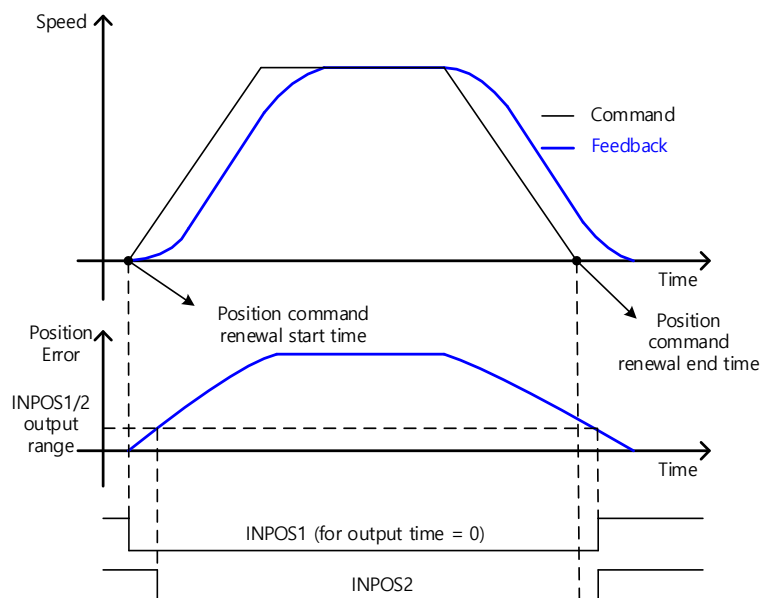 Speed
Command
Feedback
Time
Position command
renewal start time
Position
command
renewal end time
Position
Error
INPOS1/2
output
range
Time
INPOS1 (for output time = 0)
INPOS2